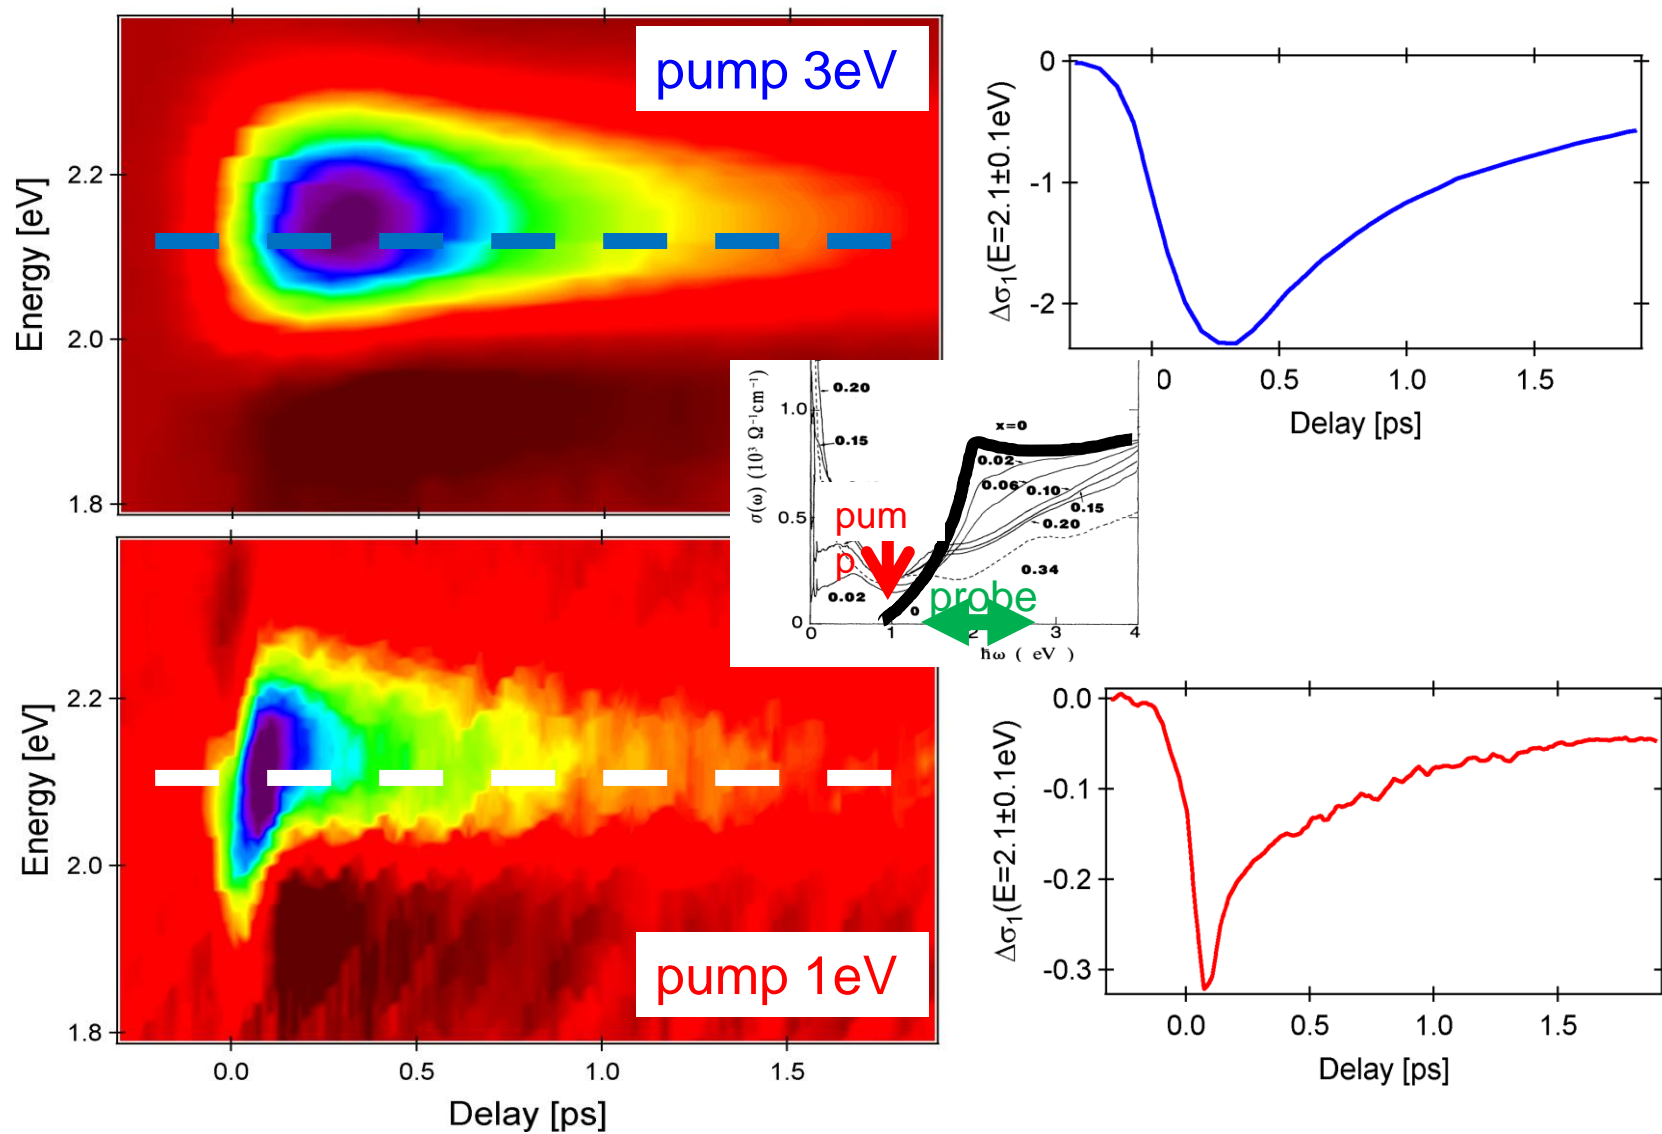 pump 3eV
Energy [eV]
2.2
2.0
1.8
Δσ1(E=2.1±0.1eV)
0
-1
-2
0 0.5 1.0 1.5
Delay [ps]
σ(ω) (10³ Ω⁻¹cm⁻¹)
1.0
0.5
0
0.20
0.15
x=0
0.02
0.06 0.10
0.15
0.20
0.34
0.02
0
pum
p
probe
0 1 2 3 4
ħω ( eV )
pump 1eV
Energy [eV]
2.2
2.0
1.8
0.0 0.5 1.0 1.5
Delay [ps]
Δσ1(E=2.1±0.1eV)
0.0
-0.1
-0.2
-0.3
0.0 0.5 1.0 1.5
Delay [ps]